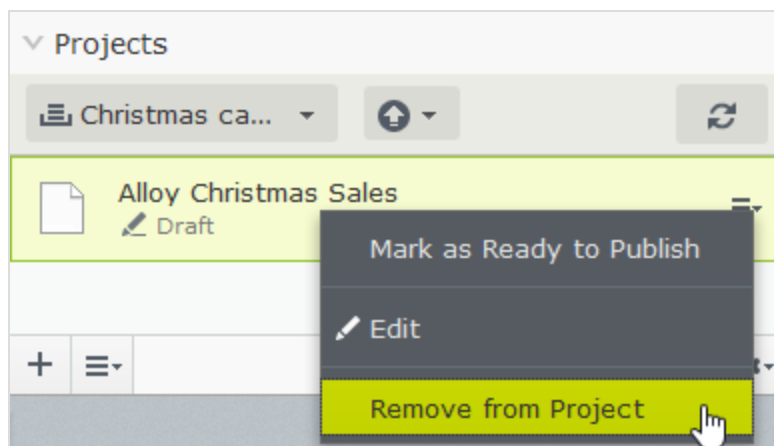 Projects
Christmas ca...
Alloy Christmas Sales
Draft
Mark as Ready to Publish
Edit
Remove from Project